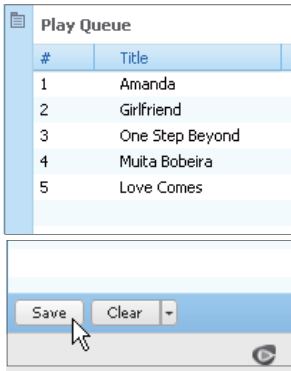 Play Queue
# Title
1 Amanda
2 Girlfriend
3 One Step Beyond
4 Muita Bobeira
5 Love Comes
Save Clear